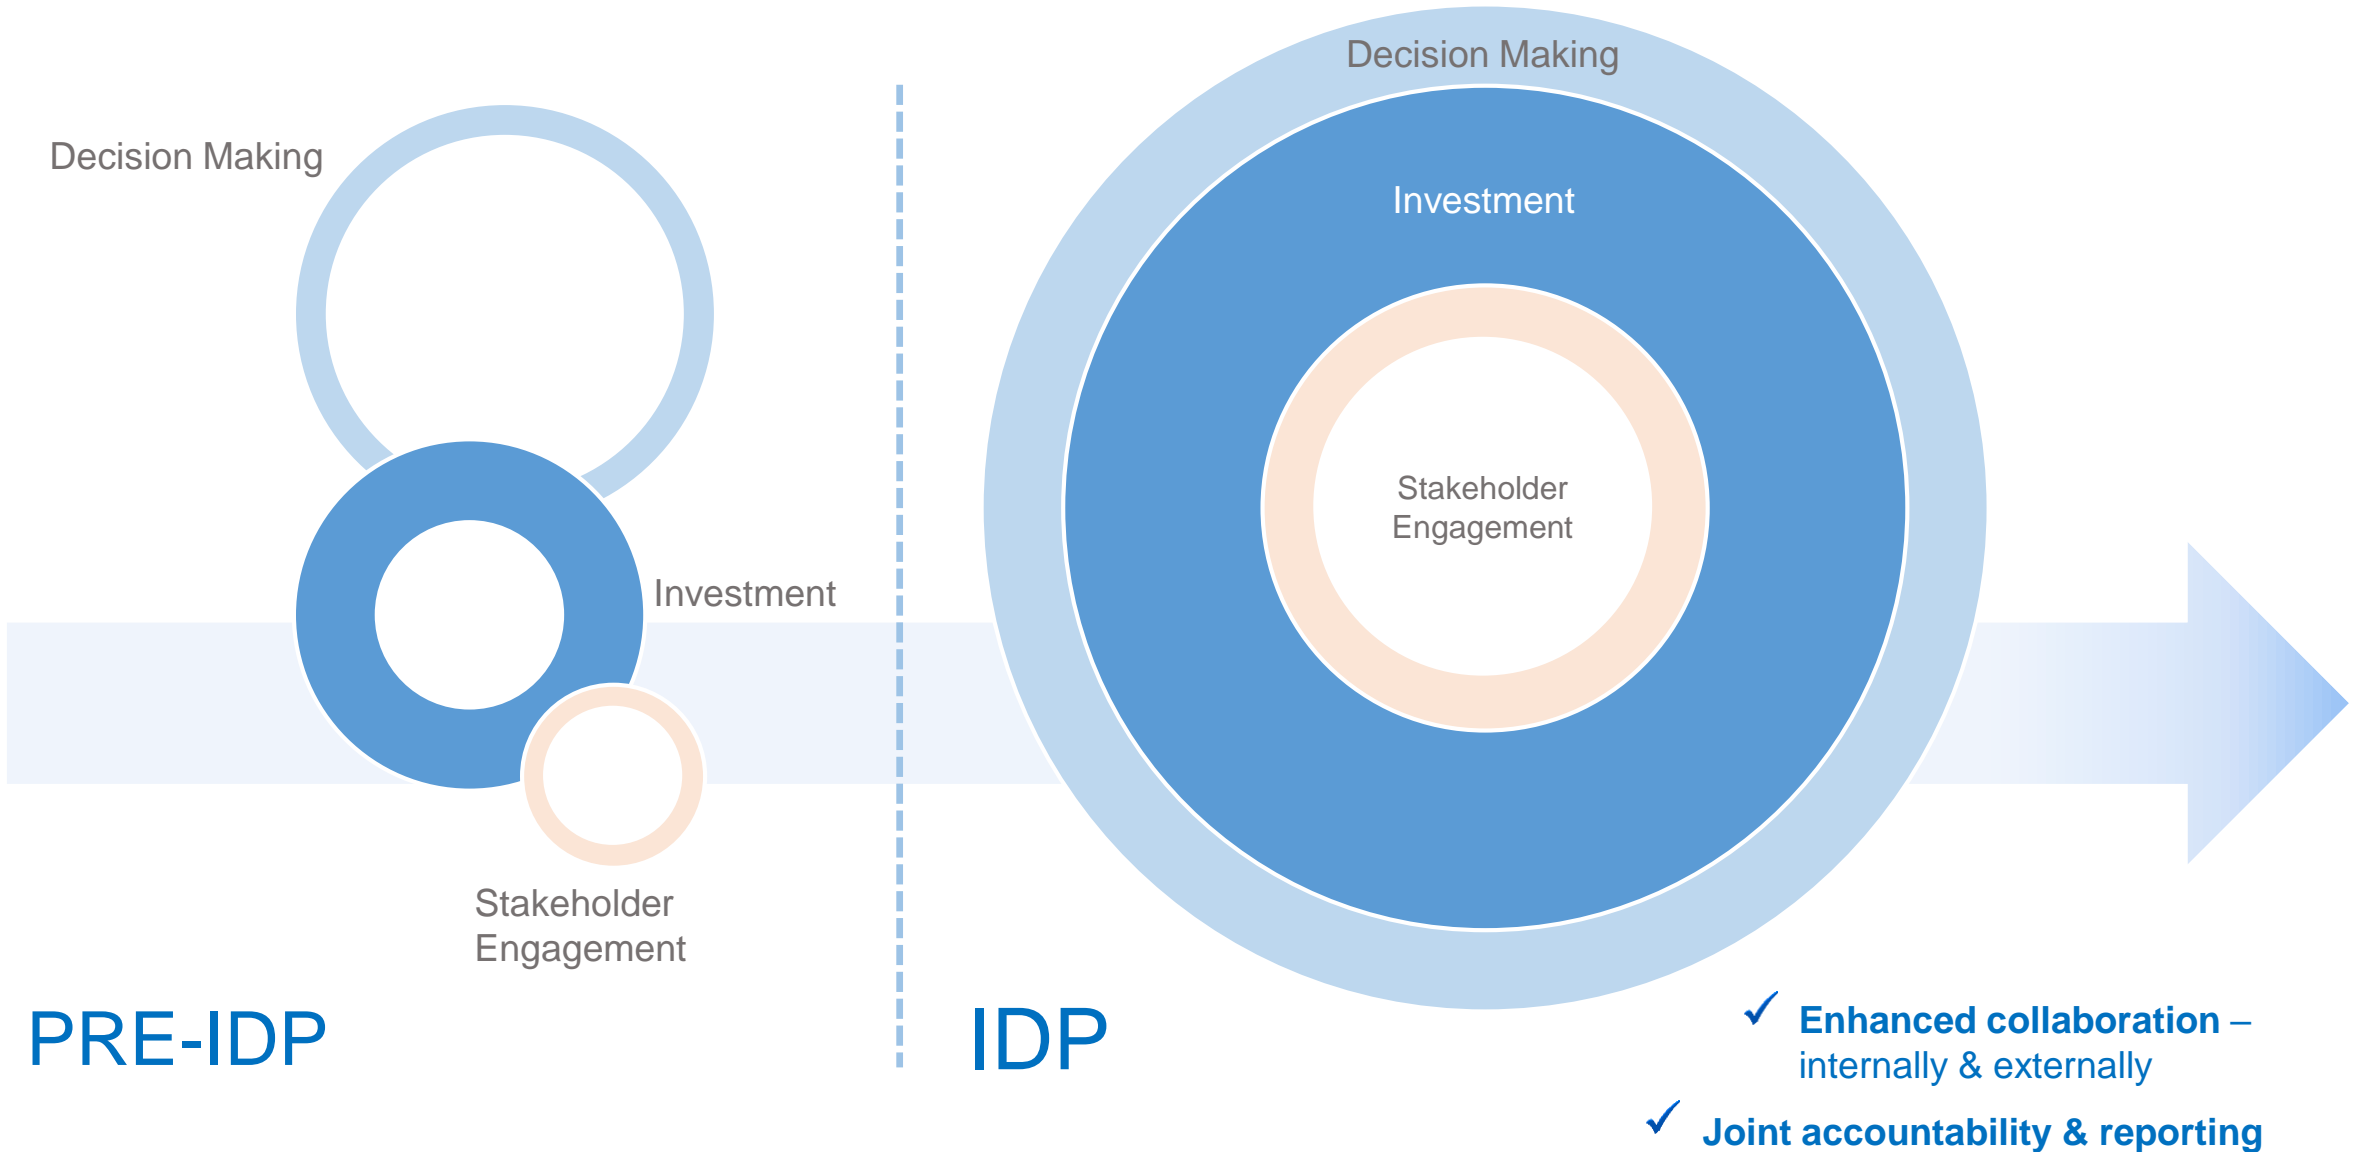 Decision Making
Investment
Stakeholder
Engagement
PRE-IDP
Decision Making
Investment
Stakeholder
Engagement
IDP
Enhanced collaboration –
internally & externally
Joint accountability & reporting